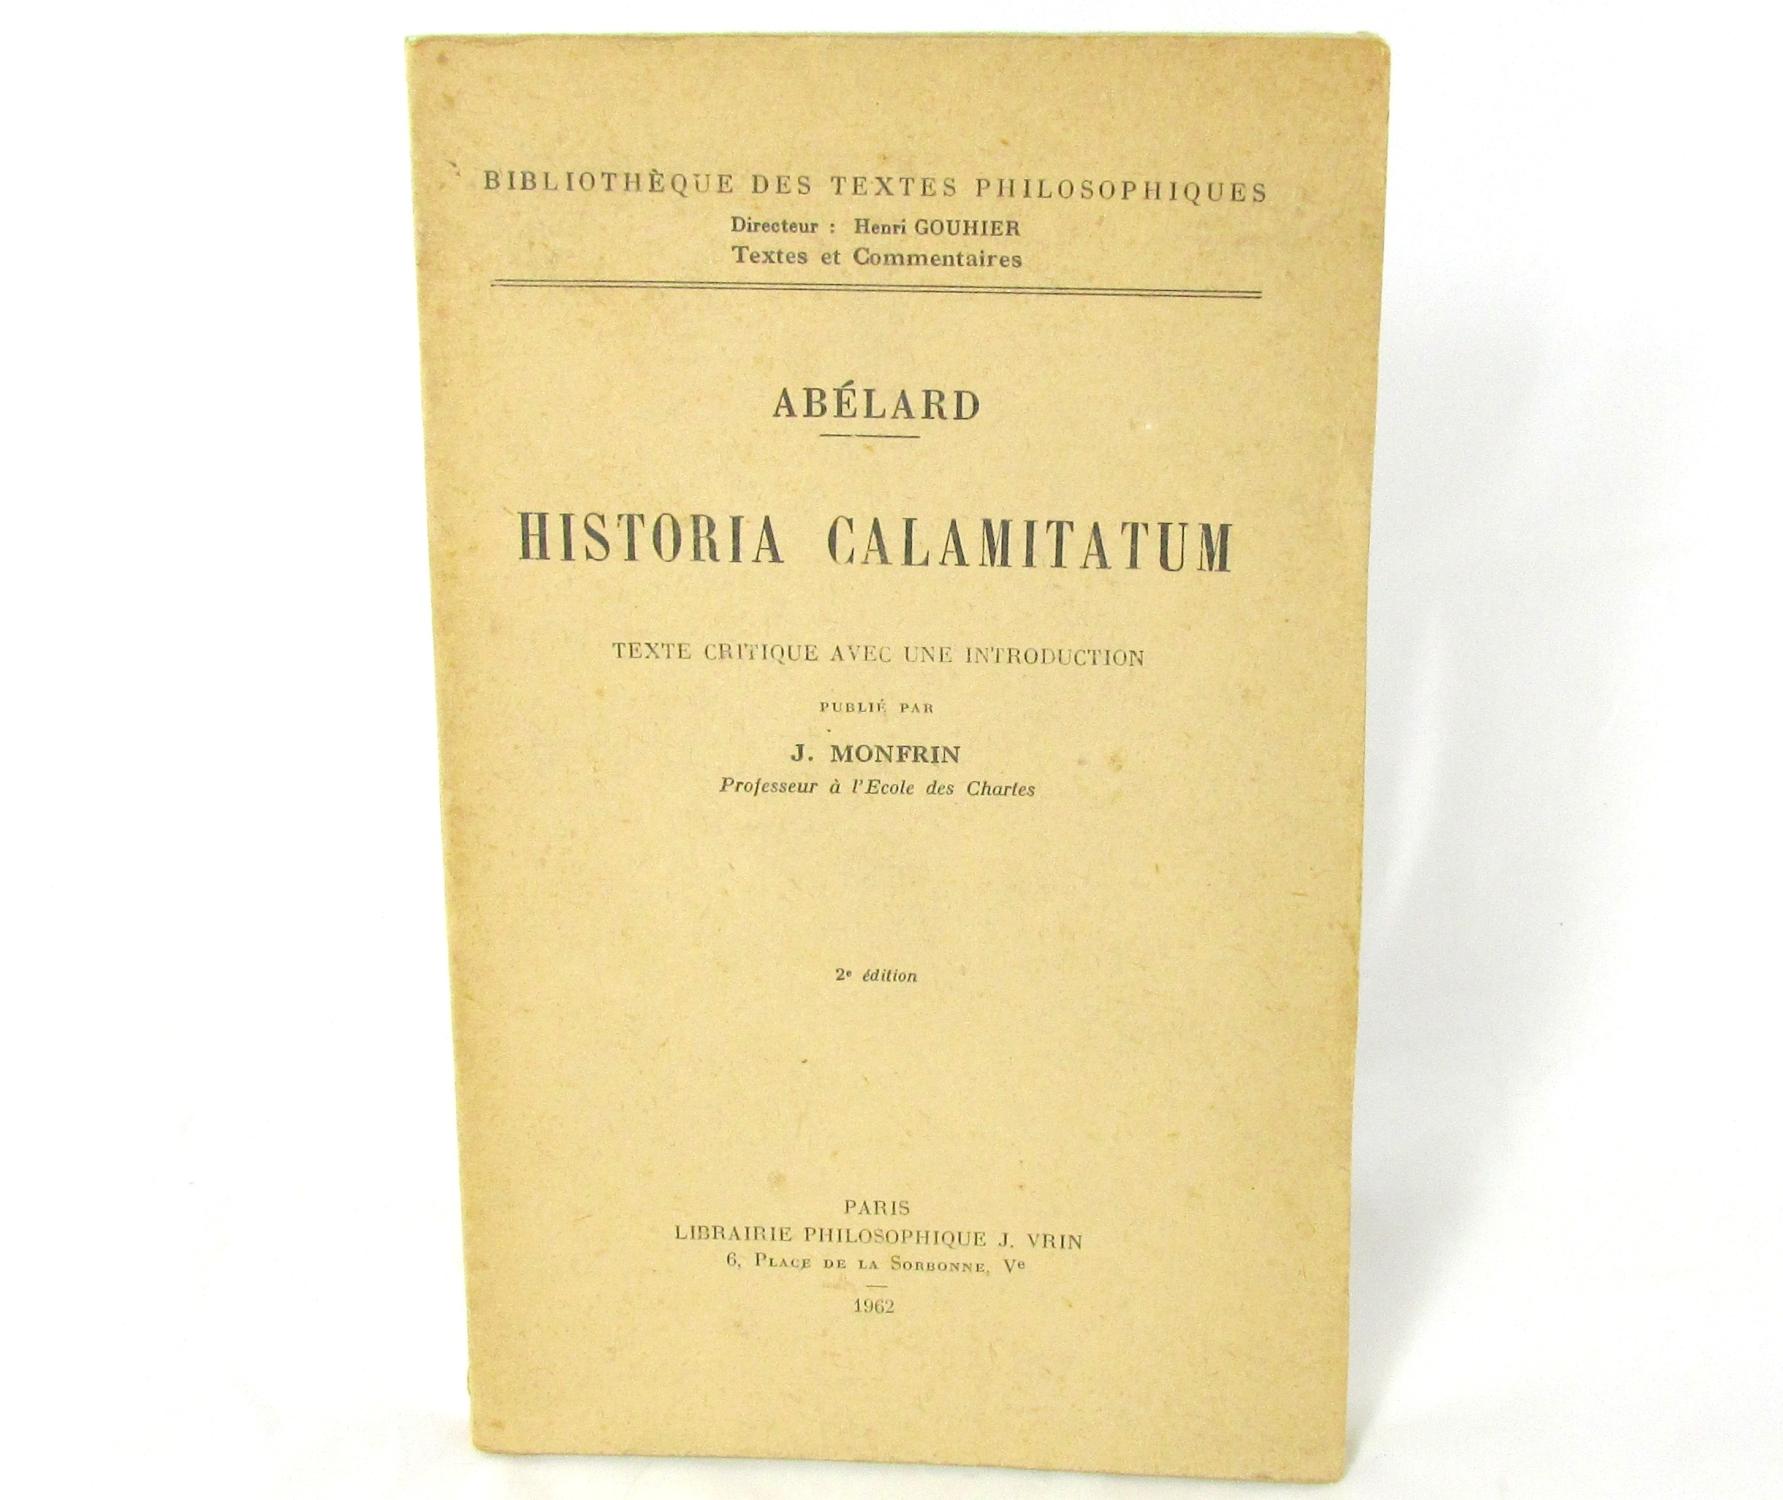 BIBLIOTHÈQUE DES TEXTES PHILOSOPHIQUES
Directeur : Henri GOUHIER
Textes et Commentaires
ABÉLARD
HISTORIA CALAMITATUM
TEXTE CRITIQUE AVEC UNE INTRODUCTION
PUBLIÉ PAR
J. MONFRIN
Professeur à l'Ecole des Chartes
2e édition
PARIS
LIBRAIRIE PHILOSOPHIQUE J. VRIN
6, Place de la Sorbonne, Ve
1962